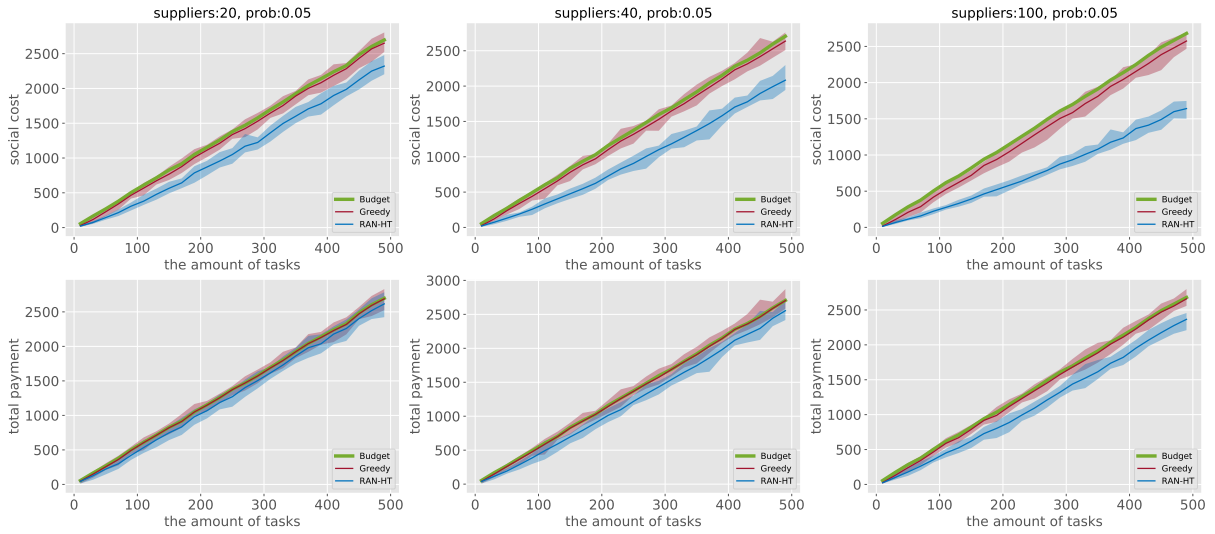 suppliers:20, prob:0.05
social cost
2500
2000
1500
1000
500
0
0 100 200 300 400 500
the amount of tasks
Budget
Greedy
RAN-HT
suppliers:40, prob:0.05
social cost
2500
2000
1500
1000
500
0
0 100 200 300 400 500
the amount of tasks
Budget
Greedy
RAN-HT
suppliers:100, prob:0.05
social cost
2500
2000
1500
1000
500
0
0 100 200 300 400 500
the amount of tasks
Budget
Greedy
RAN-HT
total payment
2500
2000
1500
1000
500
0
0 100 200 300 400 500
the amount of tasks
Budget
Greedy
RAN-HT
total payment
3000
2500
2000
1500
1000
500
0
0 100 200 300 400 500
the amount of tasks
Budget
Greedy
RAN-HT
total payment
2500
2000
1500
1000
500
0
0 100 200 300 400 500
the amount of tasks
Budget
Greedy
RAN-HT